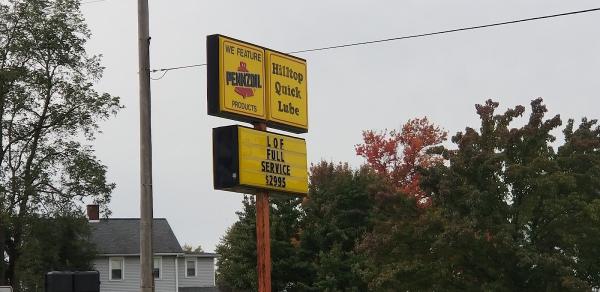 WE FEATURE
PENNZOIL
PRODUCTS
Hilltop
Quick
Lube
LOF
FULL
SERVICE
$2995